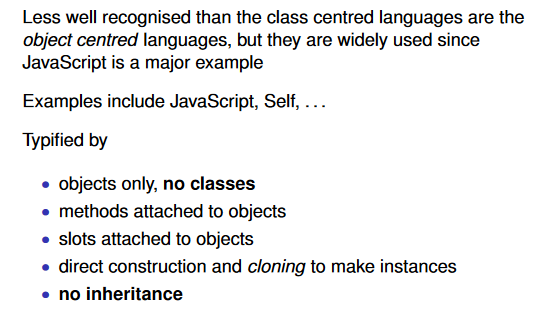 Less well recognised than the class centred languages are the
object centred languages, but they are widely used since
JavaScript is a major example
Examples include JavaScript, Self, ...
Typified by
• objects only, no classes
• methods attached to objects
• slots attached to objects
• direct construction and cloning to make instances
• no inheritance